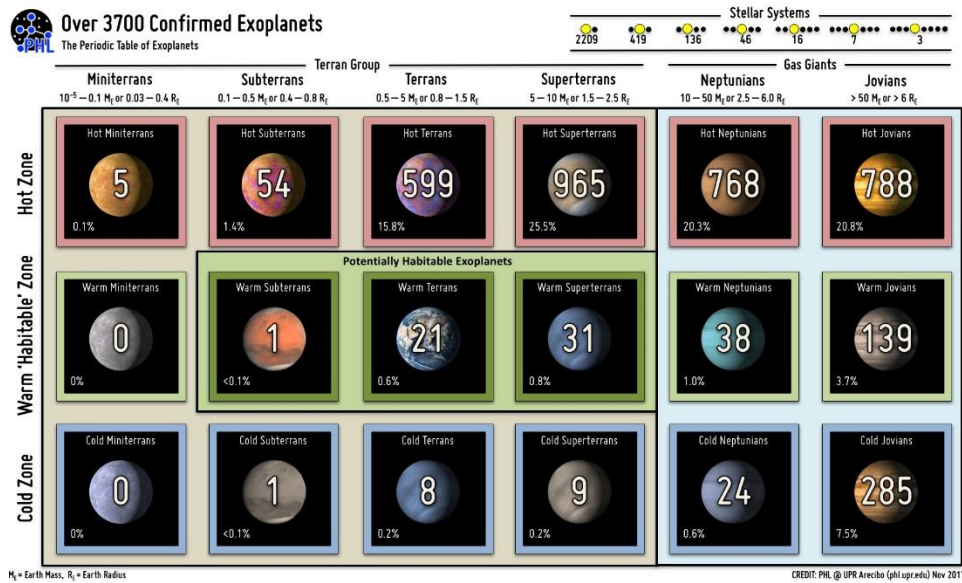 PHL
Over 3700 Confirmed Exoplanets
The Periodic Table of Exoplanets
Stellar Systems
2209 419 136 46 16 7 3
Terran Group
Gas Giants
Miniterrans
10⁻⁵ – 0.1 M_E or 0.03 – 0.4 R_E
Subterrans
0.1 – 0.5 M_E or 0.4 – 0.8 R_E
Terrans
0.5 – 5 M_E or 0.8 – 1.5 R_E
Superterrans
5 – 10 M_E or 1.5 – 2.5 R_E
Neptunians
10 – 50 M_E or 2.5 – 6.0 R_E
Jovians
> 50 M_E or > 6 R_E
Hot Zone
Hot Miniterrans
5
0.1%
Hot Subterrans
54
1.4%
Hot Terrans
599
15.8%
Hot Superterrans
965
25.5%
Hot Neptunians
768
20.3%
Hot Jovians
788
20.8%
Warm 'Habitable' Zone
Potentially Habitable Exoplanets
Warm Miniterrans
0
0%
Warm Subterrans
1
<0.1%
Warm Terrans
21
0.6%
Warm Superterrans
31
0.8%
Warm Neptunians
38
1.0%
Warm Jovians
139
3.7%
Cold Zone
Cold Miniterrans
0
0%
Cold Subterrans
1
<0.1%
Cold Terrans
8
0.2%
Cold Superterrans
9
0.2%
Cold Neptunians
24
0.6%
Cold Jovians
285
7.5%
M_E = Earth Mass, R_E = Earth Radius
CREDIT: PHL @ UPR Arecibo (phl.upr.edu) Nov 2017